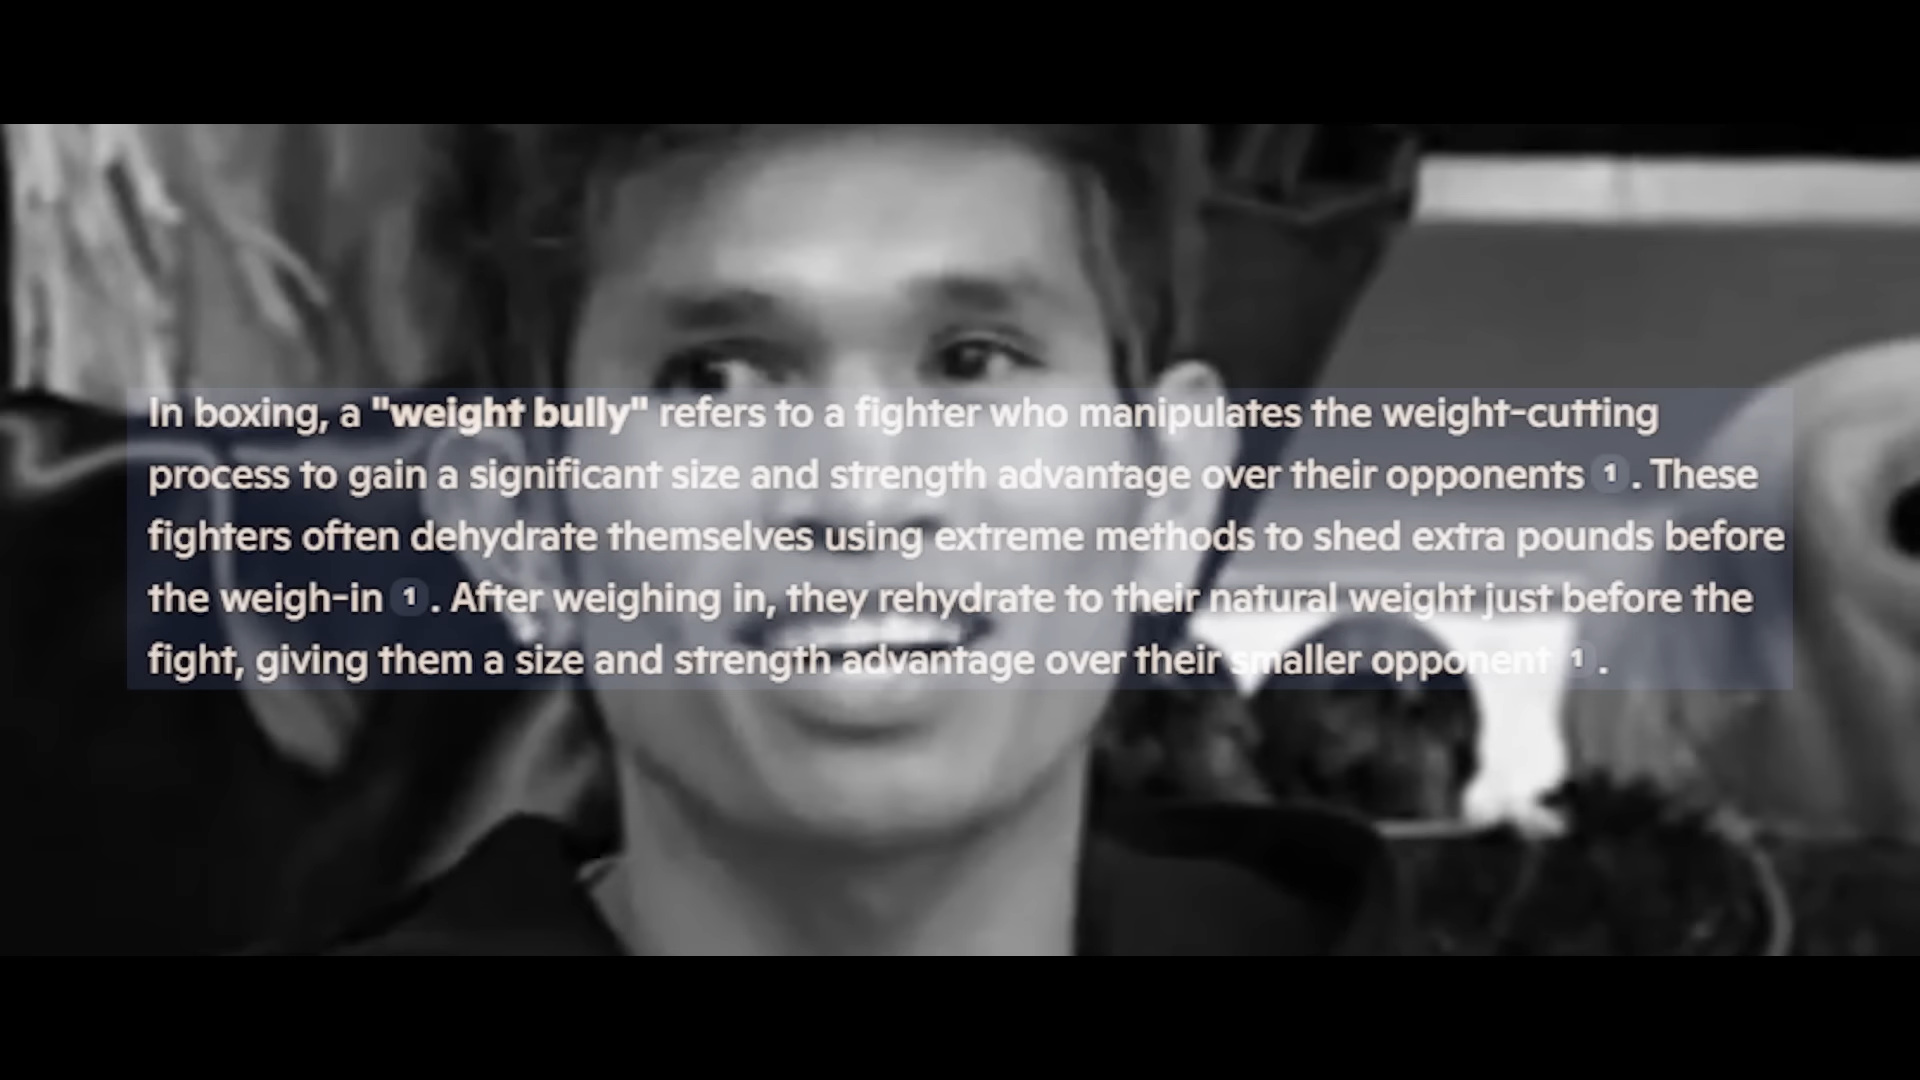 In boxing, a "weight bully" refers to a fighter who manipulates the weight-cutting
process to gain a significant size and strength advantage over their opponents 1 . These
fighters often dehydrate themselves using extreme methods to shed extra pounds before
the weigh-in 1 . After weighing in, they rehydrate to their natural weight just before the
fight, giving them a size and strength advantage over their smaller opponent 1 .